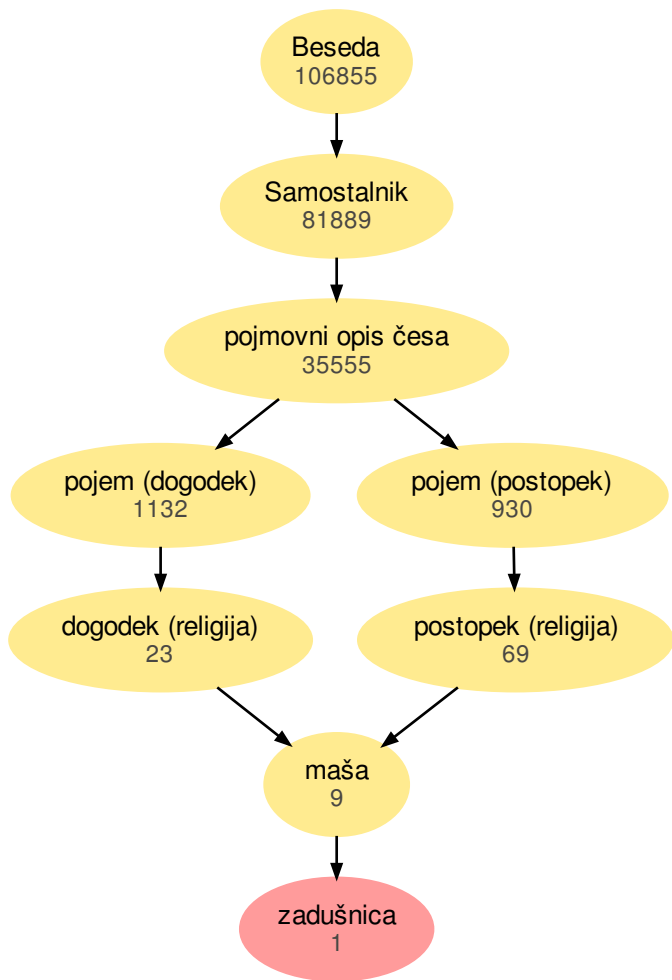 Beseda
106855
Samostalnik
81889
pojmovni opis česa
35555
pojem (dogodek)
1132
pojem (postopek)
930
dogodek (religija)
23
postopek (religija)
69
maša
9
zadušnica
1